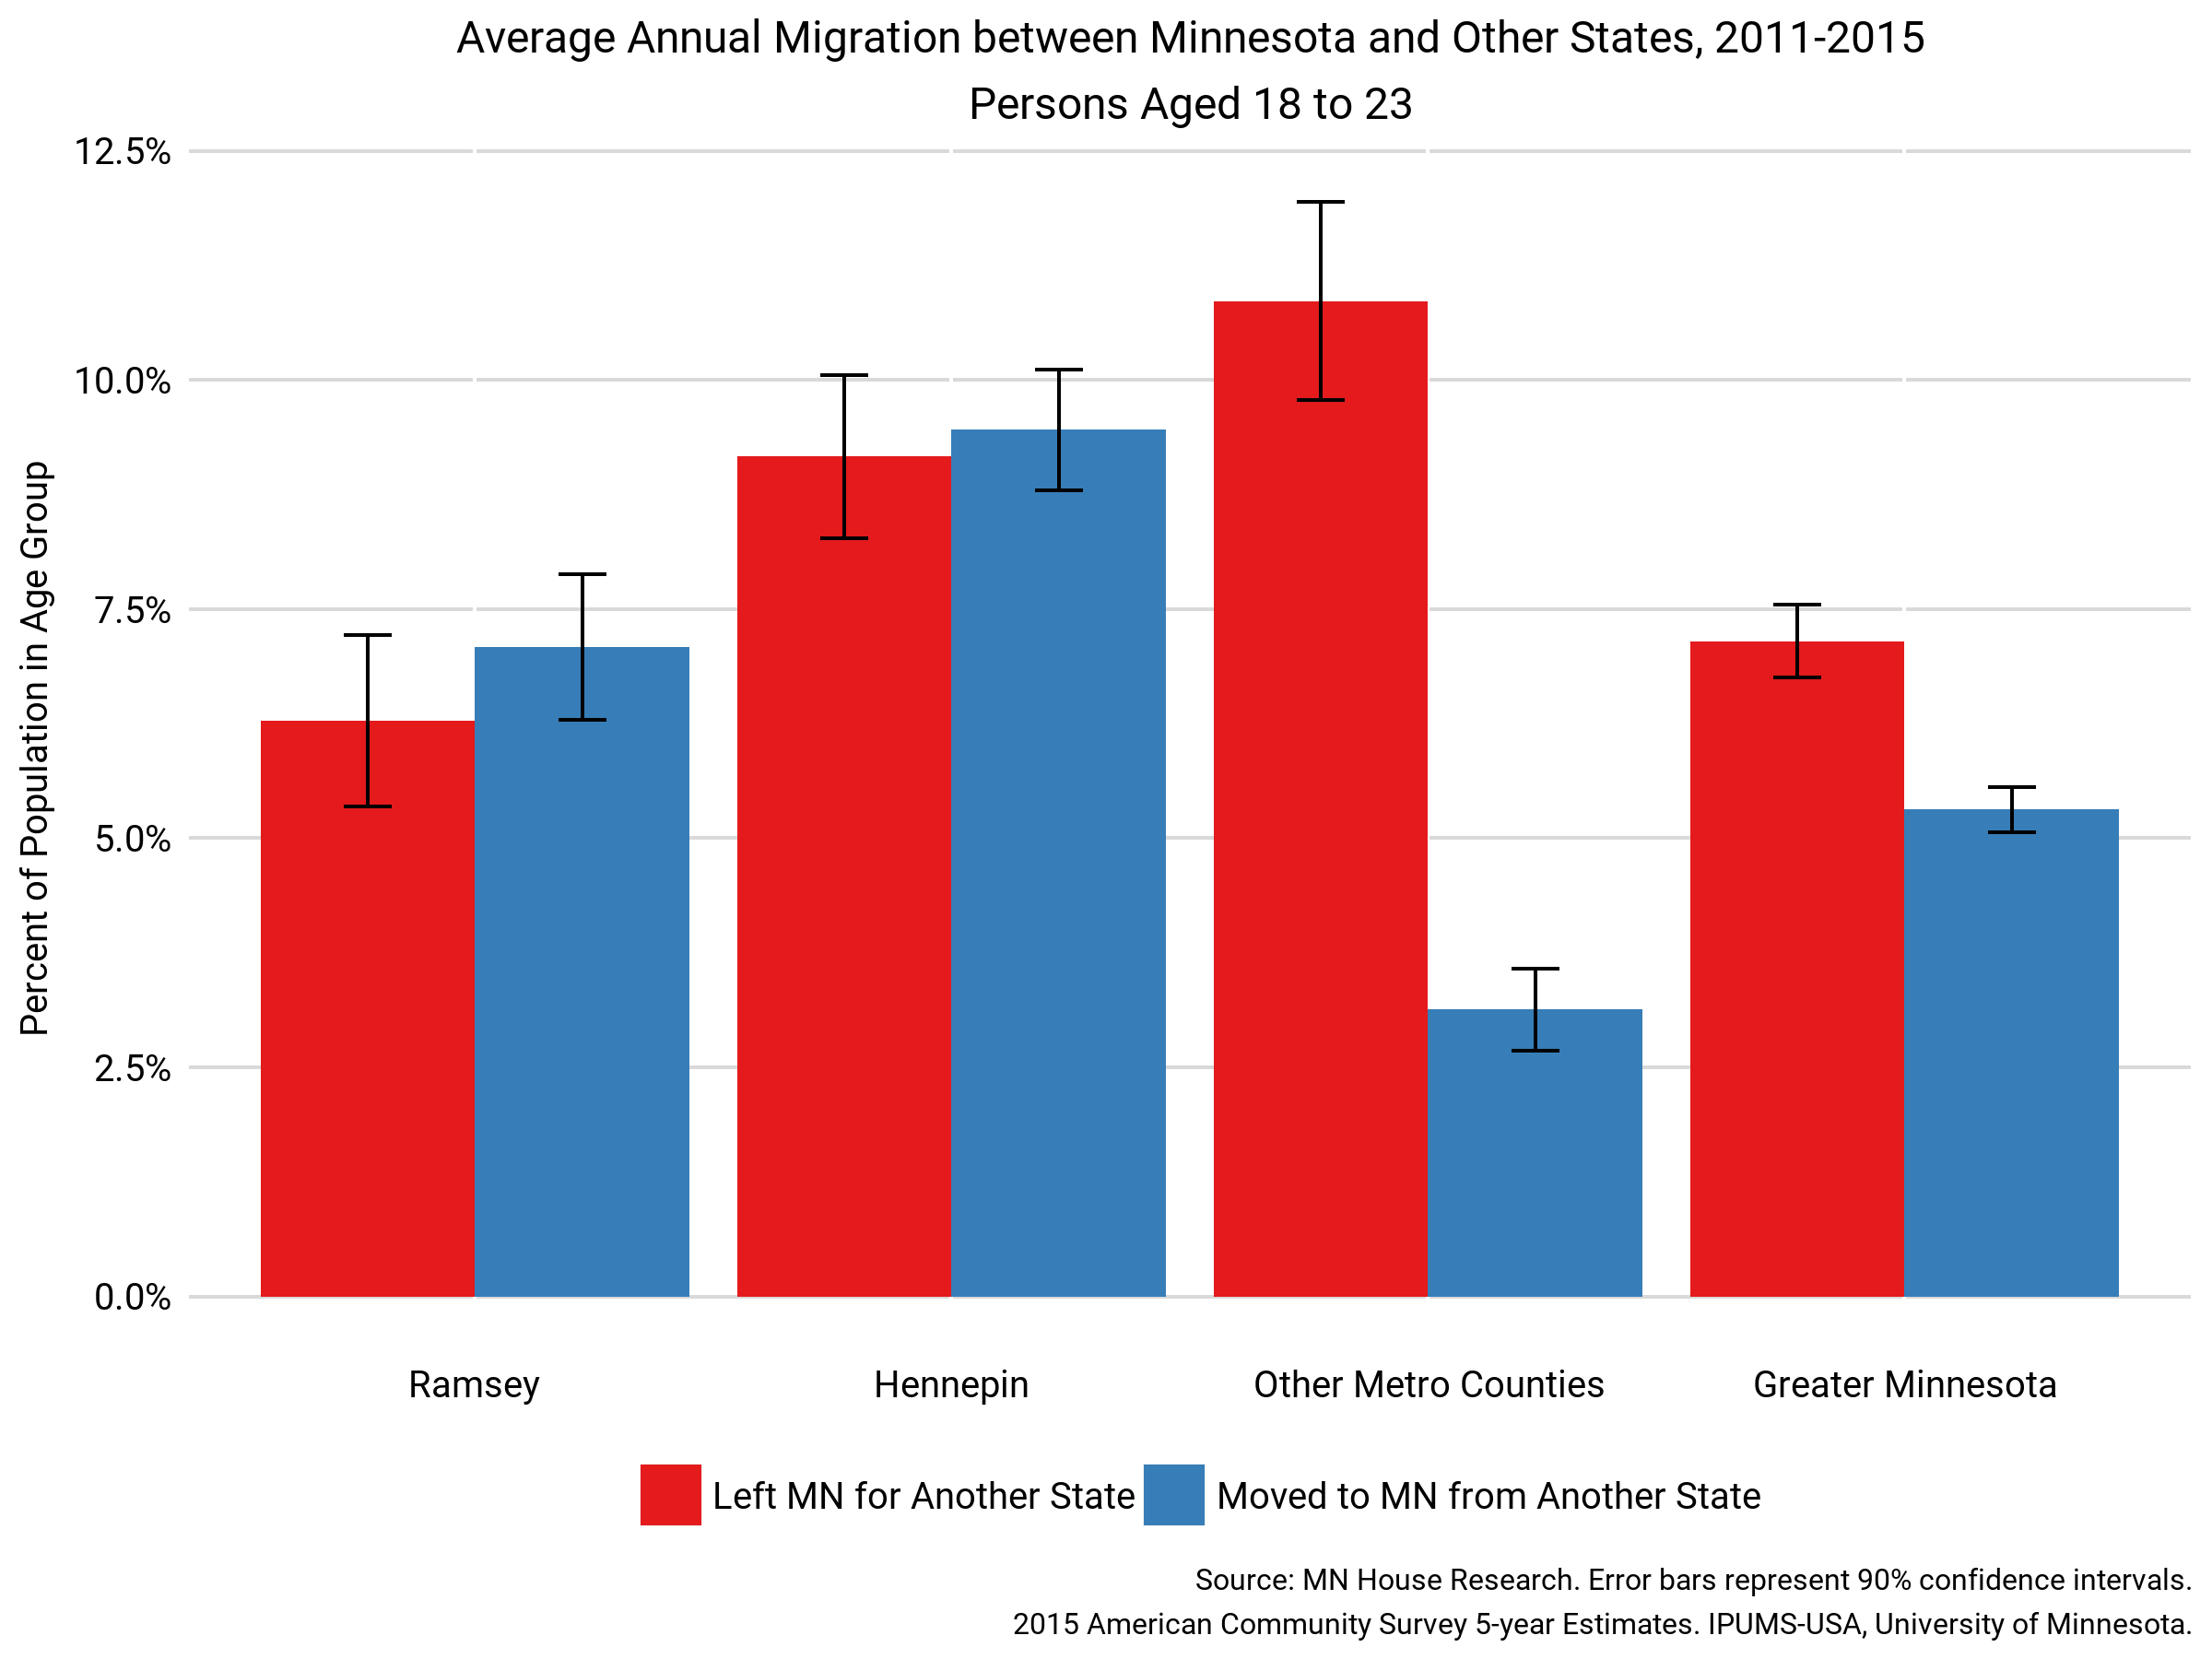 Average Annual Migration between Minnesota and Other States, 2011-2015
Persons Aged 18 to 23
12.5%
10.0%
7.5%
5.0%
2.5%
0.0%
Percent of Population in Age Group
Ramsey
Hennepin
Other Metro Counties
Greater Minnesota
Left MN for Another State
Moved to MN from Another State
Source: MN House Research. Error bars represent 90% confidence intervals.
2015 American Community Survey 5-year Estimates. IPUMS-USA, University of Minnesota.